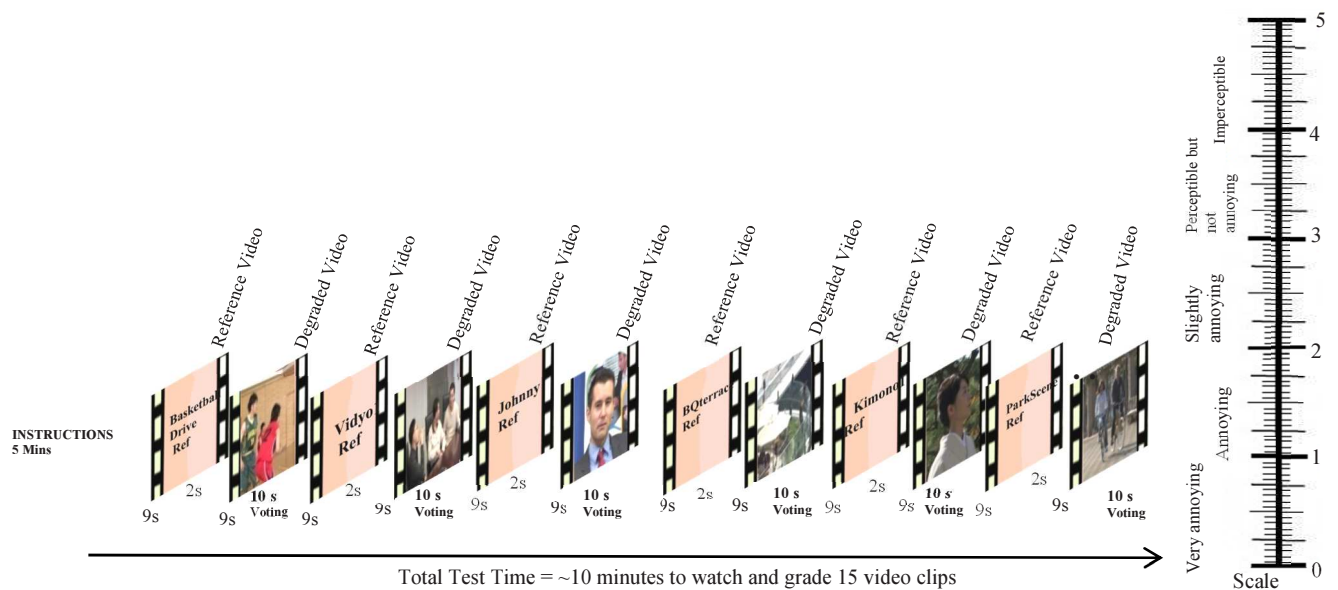 INSTRUCTIONS
5 Mins
Reference Video
Degraded Video
Reference Video
Degraded Video
Reference Video
Degraded Video
Reference Video
Degraded Video
Reference Video
Degraded Video
Reference Video
Degraded Video
Basketbal
Drive
Ref
Vidyo
Ref
Johnny
Ref
BQterrac
Ref
Kimono
Ref
ParkScene
Ref
9s
2s
9s
10 s
Voting
9s
2s
9s
10 s
Voting
9s
2s
9s
10 s
Voting
9s
2s
9s
10 s
Voting
9s
2s
9s
10 s
Voting
9s
2s
9s
10 s
Voting
Total Test Time = ~10 minutes to watch and grade 15 video clips
Imperceptible
Perceptible but
not
annoying
Slightly
annoying
Annoying
Very annoying
5
4
3
2
1
0
Scale